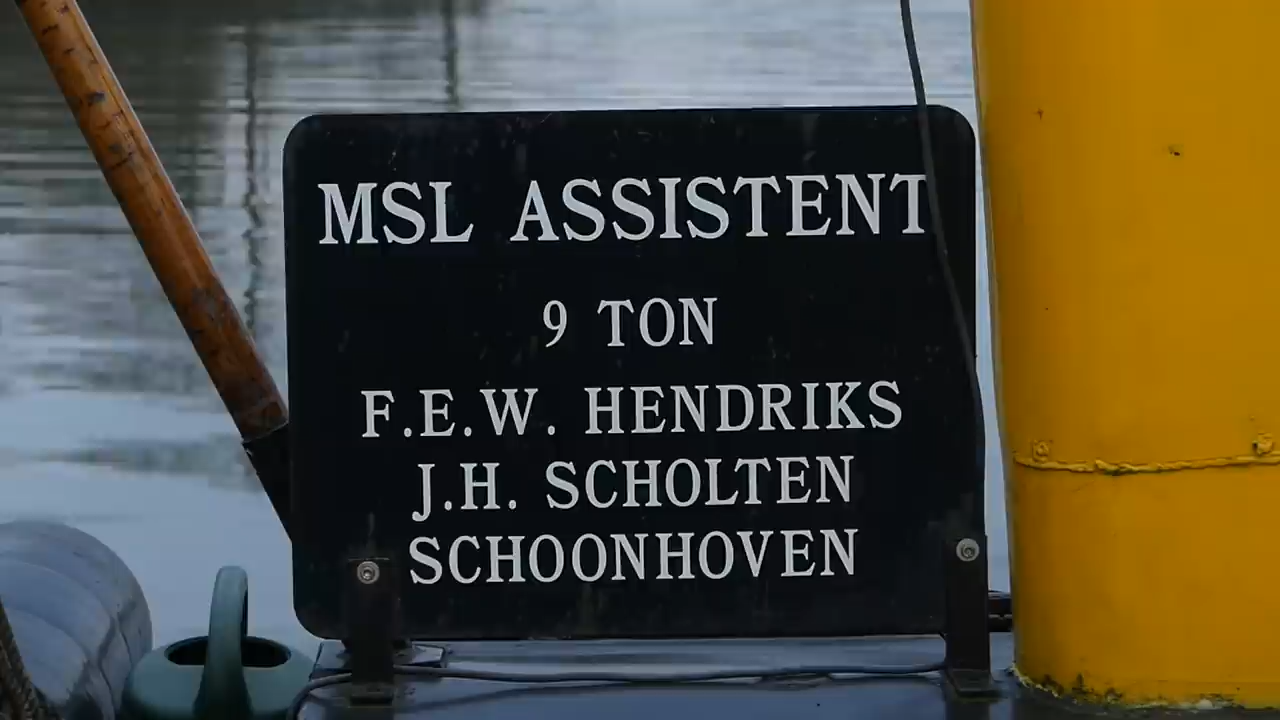 MSL ASSISTENT
9 TON
F.E.W. HENDRIKS
J.H. SCHOLTEN
SCHOONHOVEN